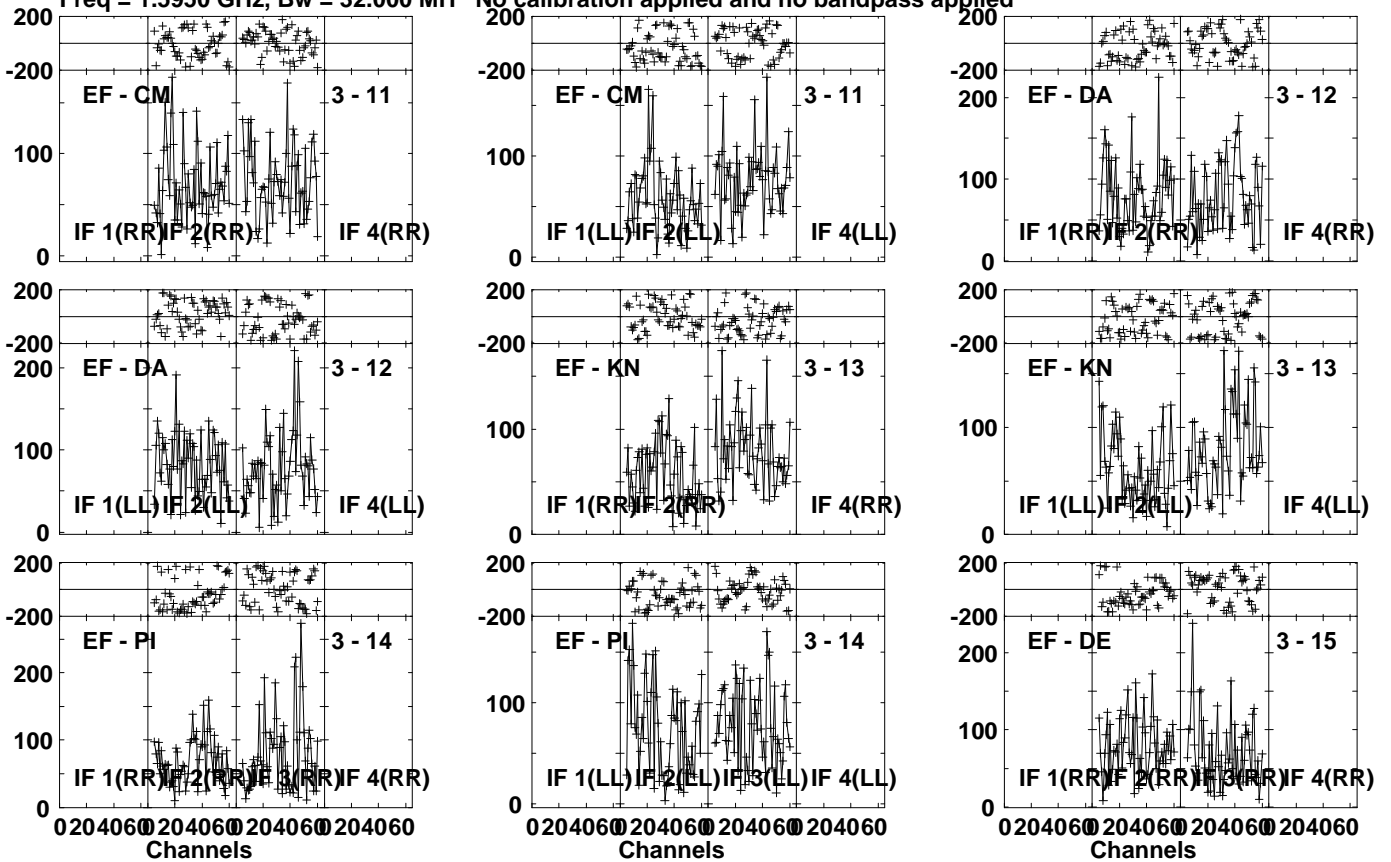 Freq = 1.5950 GHz, Bw = 32.000 MH No calibration applied and no bandpass applied
200 200 200
-200 -200 -200
EF - CM 3 - 11 EF - CM 3 - 11 EF - DA 3 - 12
200
100 100 100
IF 1(RR) IF 2(RR) IF 4(RR) IF 1(LL) IF 2(LL) IF 4(LL) IF 1(RR) IF 2(RR) IF 4(RR)
0 0 0
200 200 200
-200 -200 -200
EF - DA 3 - 12 EF - KN 3 - 13 EF - KN 3 - 13
200
100 100 100
IF 1(LL) IF 2(LL) IF 4(LL) IF 1(RR) IF 2(RR) IF 4(RR) IF 1(LL) IF 2(LL) IF 4(LL)
0 0 0
200 200 200
-200 -200 -200
EF - PI 3 - 14 EF - PI 3 - 14 EF - DE 3 - 15
200 200
100 100 100
IF 1(RR) IF 2(RR) IF 3(RR) IF 4(RR) IF 1(LL) IF 2(LL) IF 3(LL) IF 4(LL) IF 1(RR) IF 2(RR) IF 3(RR) IF 4(RR)
0 0 0
0 20 40 60 0 20 40 60 0 20 40 60 0 20 40 60 0 20 40 60 0 20 40 60 0 20 40 60 0 20 40 60 0 20 40 60 0 20 40 60 0 20 40 60 0 20 40 60
Channels Channels Channels